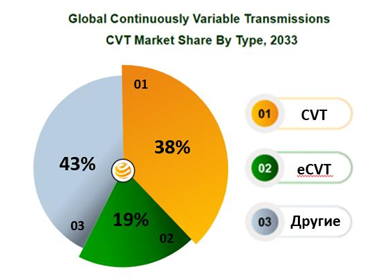 Global Continuously Variable Transmissions
CVT Market Share By Type, 2033
01
38%
43%
19%
03
02
01 CVT
02 eCVT
03 Другие